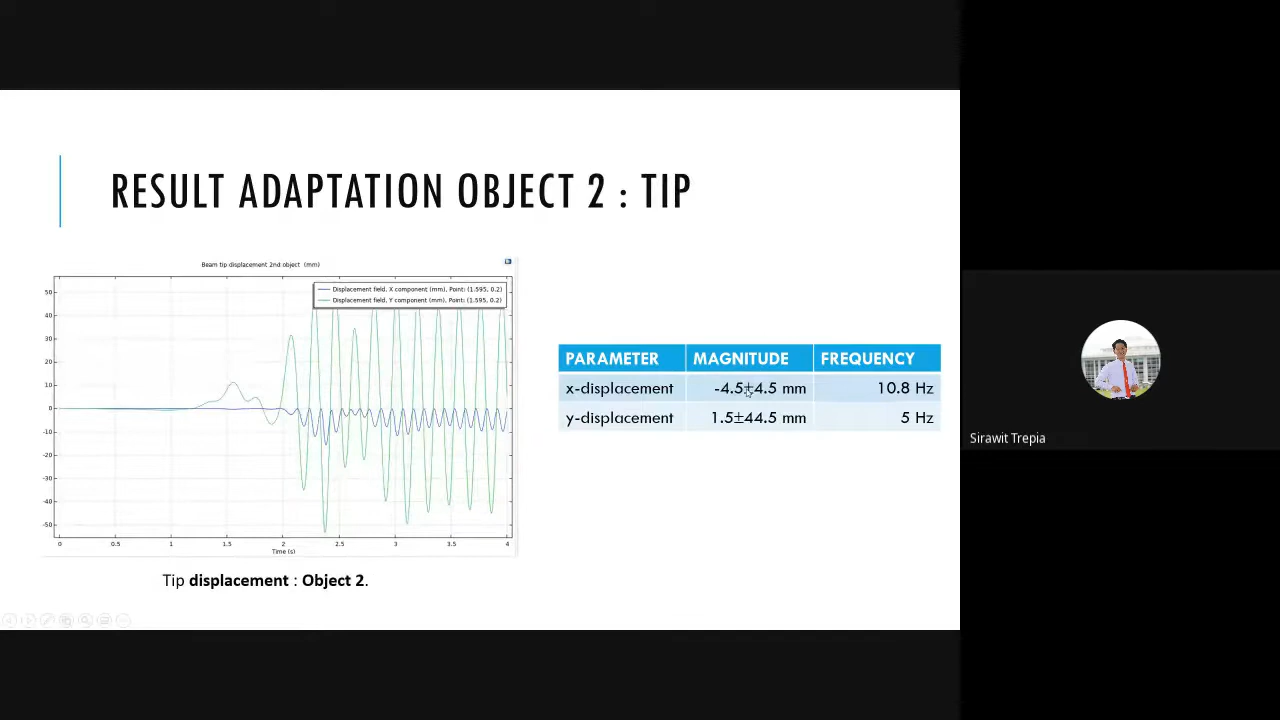 RESULT ADAPTATION OBJECT 2 : TIP
Beam tip displacement 2nd object (mm)
Displacement field, X component (mm), Point: (1.595, 0.2)
Displacement field, Y component (mm), Point: (1.595, 0.2)
50
40
30
20
10
0
-10
-20
-30
-40
-50
0 0.5 1 1.5 2 2.5 3 3.5 4
Time (s)
Tip displacement : Object 2.
PARAMETER MAGNITUDE FREQUENCY
x-displacement -4.5±4.5 mm 10.8 Hz
y-displacement 1.5±44.5 mm 5 Hz
Sirawit Trepia